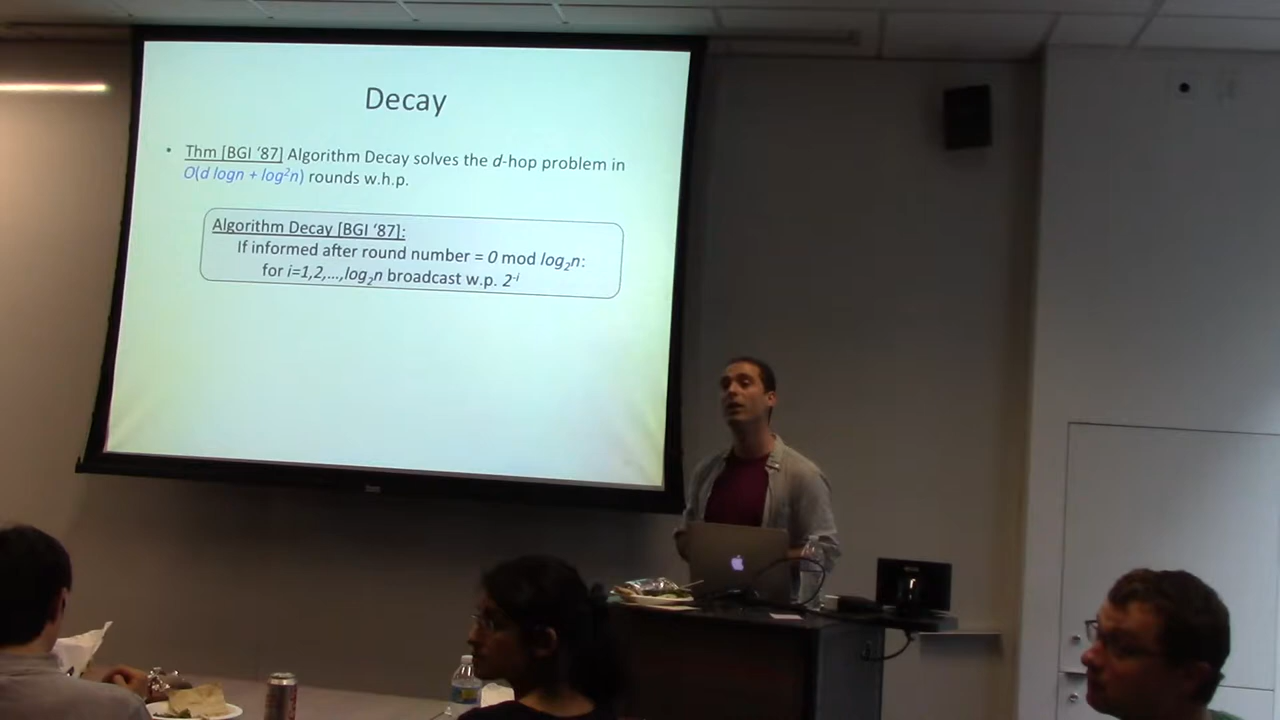 Decay
• Thm [BGI '87] Algorithm Decay solves the d-hop problem in
O(d logn + log²n) rounds w.h.p.
Algorithm Decay [BGI '87]:
If informed after round number = 0 mod log₂n:
for i=1,2,...,log₂n broadcast w.p. 2⁻ⁱ